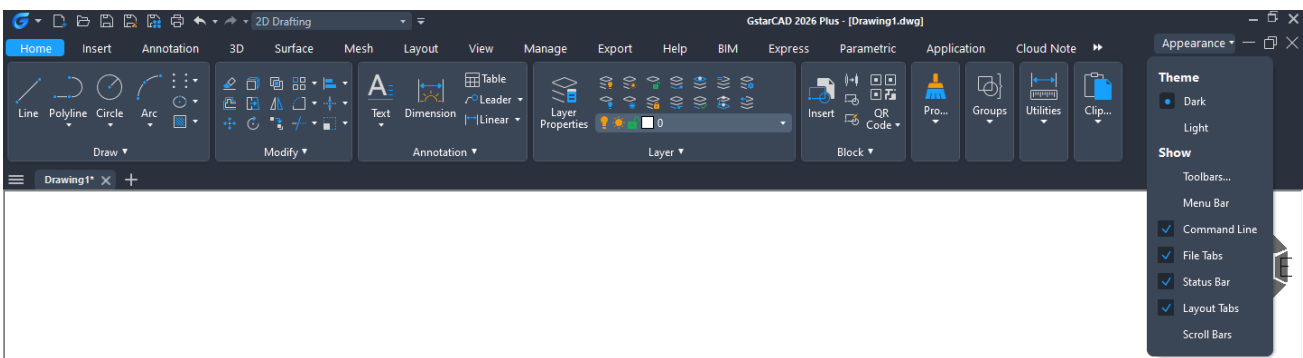 2D Drafting
GstarCAD 2026 Plus - [Drawing1.dwg]
Home Insert Annotation 3D Surface Mesh Layout View Manage Export Help BIM Express Parametric Application Cloud Note Appearance
Line Polyline Circle Arc
Draw
Modify
A Text Dimension
Table
Leader
Linear
Annotation
Layer Properties
0
Layer
Insert
QR Code
Block
Pro...
Groups
Utilities
Clip...
Drawing1*
Theme
Dark
Light
Show
Toolbars...
Menu Bar
Command Line
File Tabs
Status Bar
Layout Tabs
Scroll Bars
E